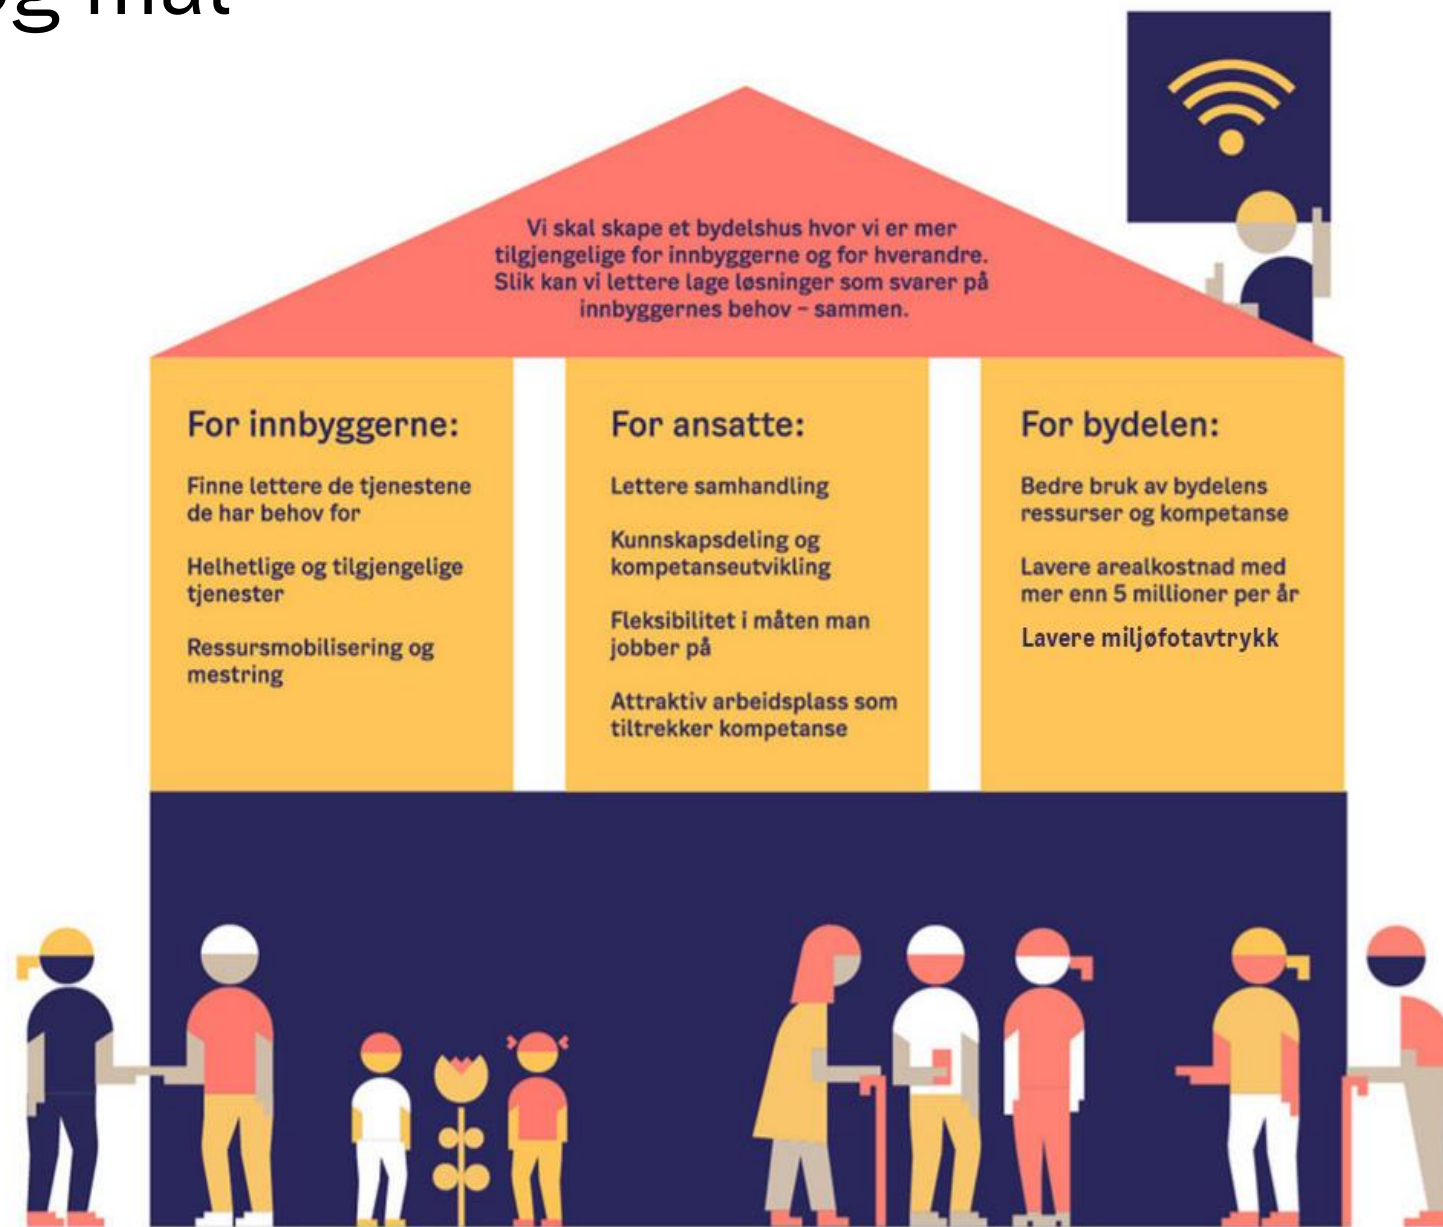 og mål
Vi skal skape et bydelshus hvor vi er mer
tilgjengelige for innbyggerne og for hverandre.
Slik kan vi lettere lage løsninger som svarer på
innbyggernes behov – sammen.
For innbyggerne:
Finne lettere de tjenestene
de har behov for
Helhetlige og tilgjengelige
tjenester
Ressursmobilisering og
mestring
For ansatte:
Lettere samhandling
Kunnskapsdeling og
kompetanseutvikling
Fleksibilitet i måten man
jobber på
Attraktiv arbeidsplass som
tiltrekker kompetanse
For bydelen:
Bedre bruk av bydelens
ressurser og kompetanse
Lavere arealkostnad med
mer enn 5 millioner per år
Lavere miljøfotavtrykk